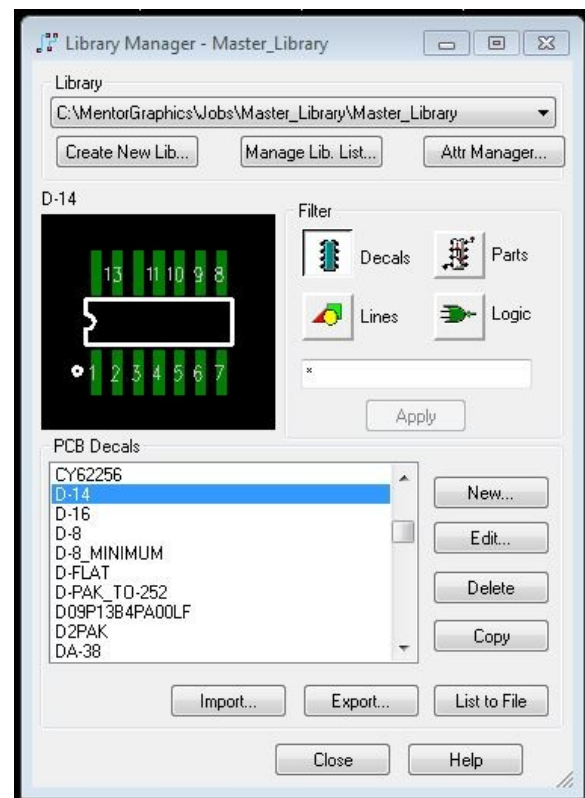 Library Manager - Master_Library
Library
C:\MentorGraphics\Jobs\Master_Library\Master_Library
Create New Lib... Manage Lib. List... Attr Manager...
D-14
Filter
13 11 10 9 8
1 2 3 4 5 6 7
Decals Parts
Lines Logic
*
Apply
PCB Decals
CY62256
D-14
D-16
D-8
D-8_MINIMUM
D-FLAT
D-PAK_TO-252
D09P13B4PA00LF
D2PAK
DA-38
New...
Edit...
Delete
Copy
Import... Export... List to File
Close Help